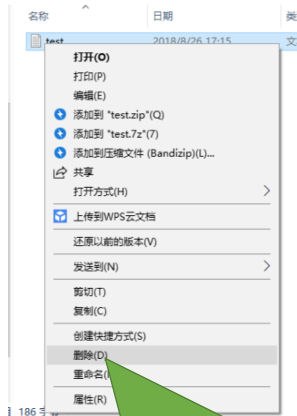 名称 日期 类
test 2018/8/26 17:15 文
打开(O)
打印(P)
编辑(E)
添加到 "test.zip"(Q)
添加到 "test.7z"(7)
添加到压缩文件 (Bandizip)(L)...
共享
打开方式(H)
上传到WPS云文档
还原以前的版本(V)
发送到(N)
剪切(T)
复制(C)
创建快捷方式(S)
删除(D)
重命名(
属性(R)
186 字